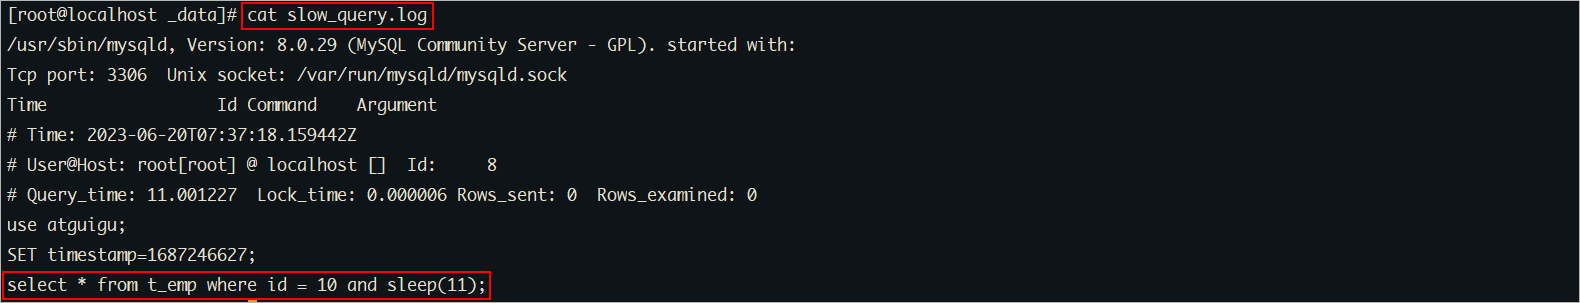 [root@localhost _data]# cat slow_query.log
/usr/sbin/mysqld, Version: 8.0.29 (MySQL Community Server - GPL). started with:
Tcp port: 3306  Unix socket: /var/run/mysqld/mysqld.sock
Time                 Id Command    Argument
# Time: 2023-06-20T07:37:18.159442Z
# User@Host: root[root] @ localhost []  Id:     8
# Query_time: 11.001227  Lock_time: 0.000006 Rows_sent: 0  Rows_examined: 0
use atguigu;
SET timestamp=1687246627;
select * from t_emp where id = 10 and sleep(11);